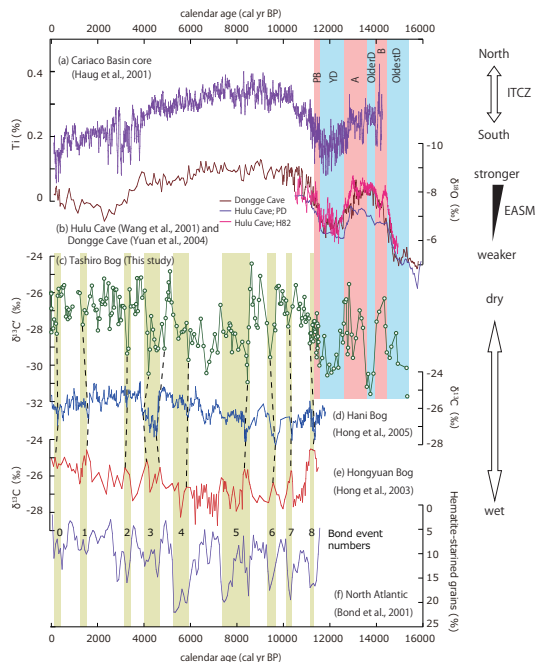 calendar age (cal yr BP)
0 2000 4000 6000 8000 10000 12000 14000 16000
(a) Cariaco Basin core
(Haug et al., 2001)
PB
YD
A
OlderD
B
OldestD
North
ITCZ
South
0.4
0.2
0
Ti (%)
-10
-8
-6
δ18O (‰)
stronger
EASM
weaker
Dongge Cave
Hulu Cave; PD
Hulu Cave; H82
(b) Hulu Cave (Wang et al., 2001) and
Dongge Cave (Yuan et al., 2004)
-24
-26
-28
-30
-32
δ13C' (‰)
(c) Tashiro Bog (This study)
dry
-24
-26
-28
δ13C (‰)
(d) Hani Bog
(Hong et al., 2005)
-24
-26
-28
δ13C (‰)
(e) Hongyuan Bog
(Hong et al., 2003)
wet
0 1 2 3 4 5 6 7 8
Bond event
numbers
0
5
10
15
20
25
Hematite-starined
grains (%)
(f) North Atlantic
(Bond et al., 2001)
0 2000 4000 6000 8000 10000 12000 14000 16000
calendar age (cal yr BP)